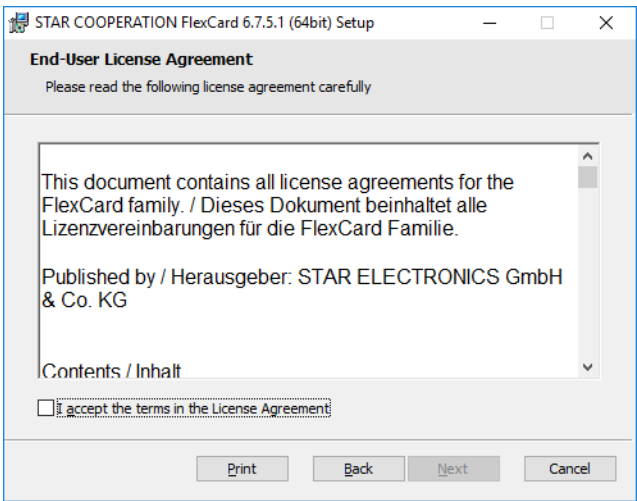 STAR COOPERATION FlexCard 6.7.5.1 (64bit) Setup
End-User License Agreement
Please read the following license agreement carefully
This document contains all license agreements for the
FlexCard family. / Dieses Dokument beinhaltet alle
Lizenzvereinbarungen für die FlexCard Familie.
Published by / Herausgeber: STAR ELECTRONICS GmbH
& Co. KG
Contents / Inhalt
I accept the terms in the License Agreement
Print Back Next Cancel